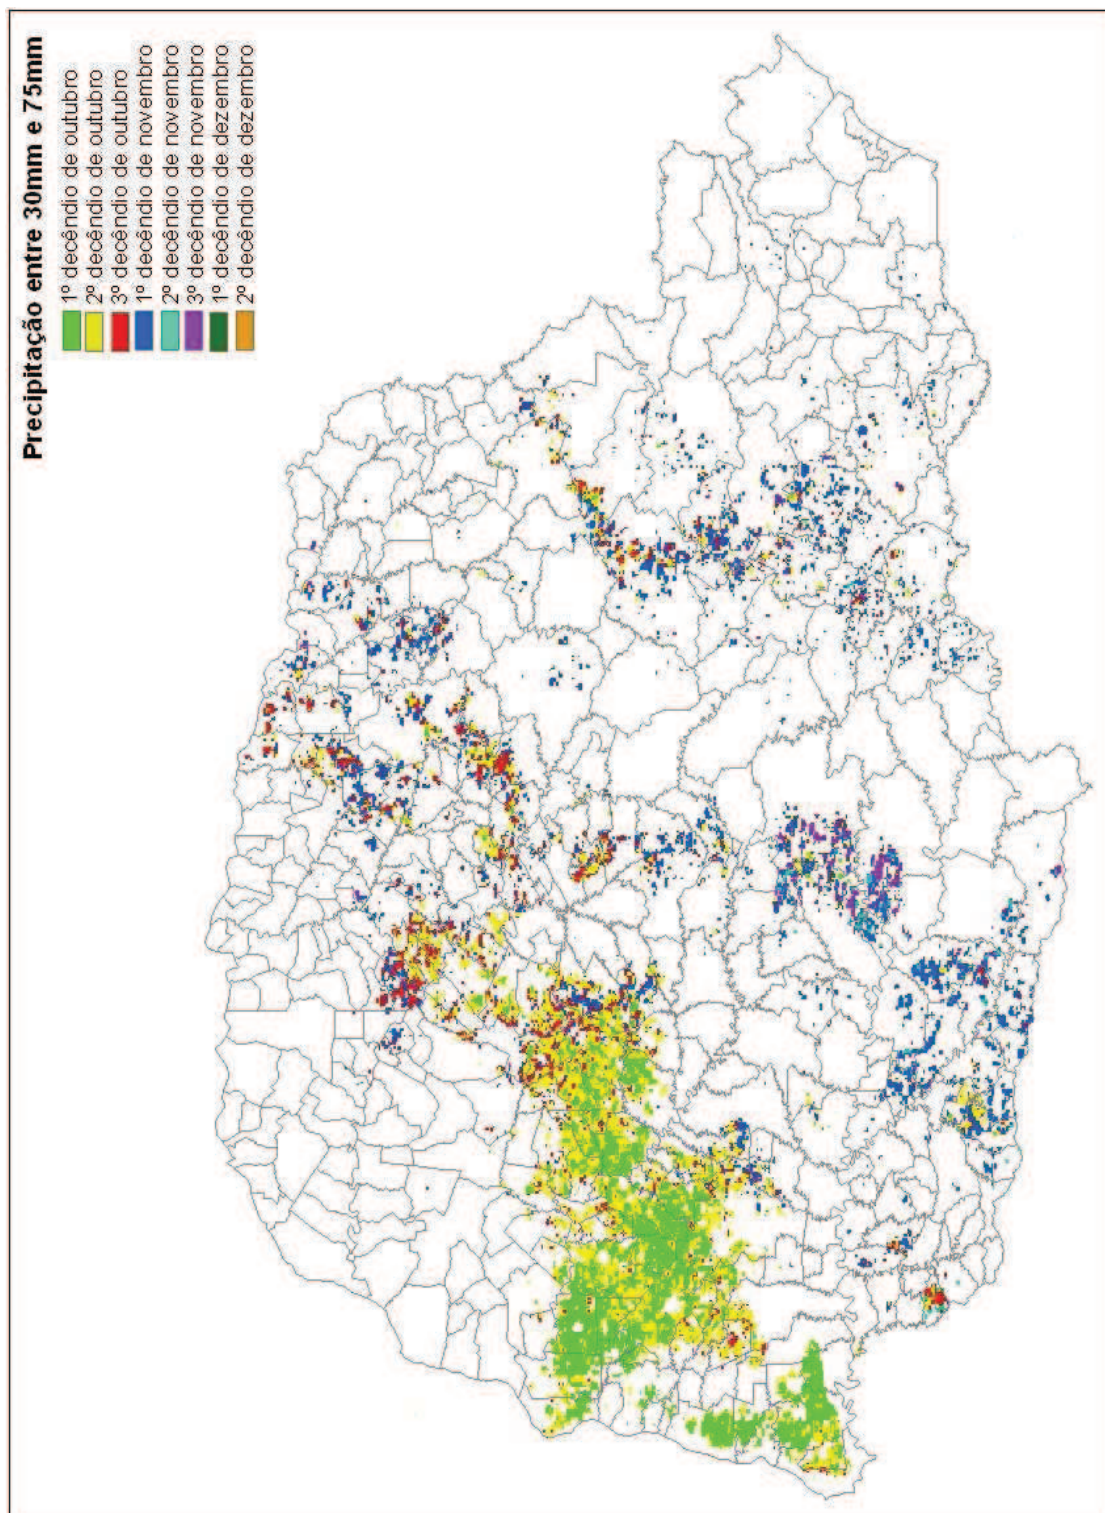 Precipitação entre 30mm e 75mm
1º decêndio de outubro
2º decêndio de outubro
3º decêndio de outubro
1º decêndio de novembro
2º decêndio de novembro
3º decêndio de novembro
1º decêndio de dezembro
2º decêndio de dezembro